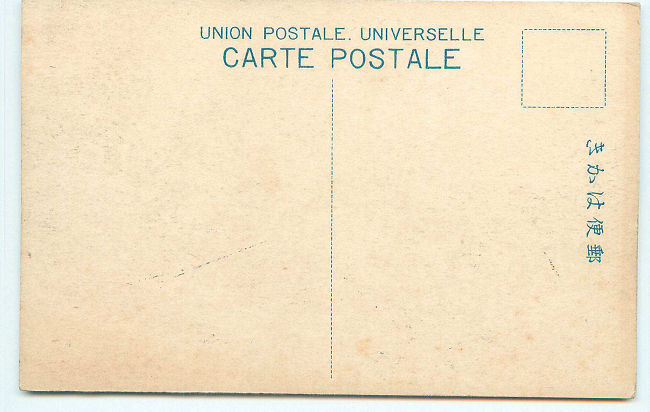 UNION POSTALE. UNIVERSELLE
CARTE POSTALE
きかは便郵